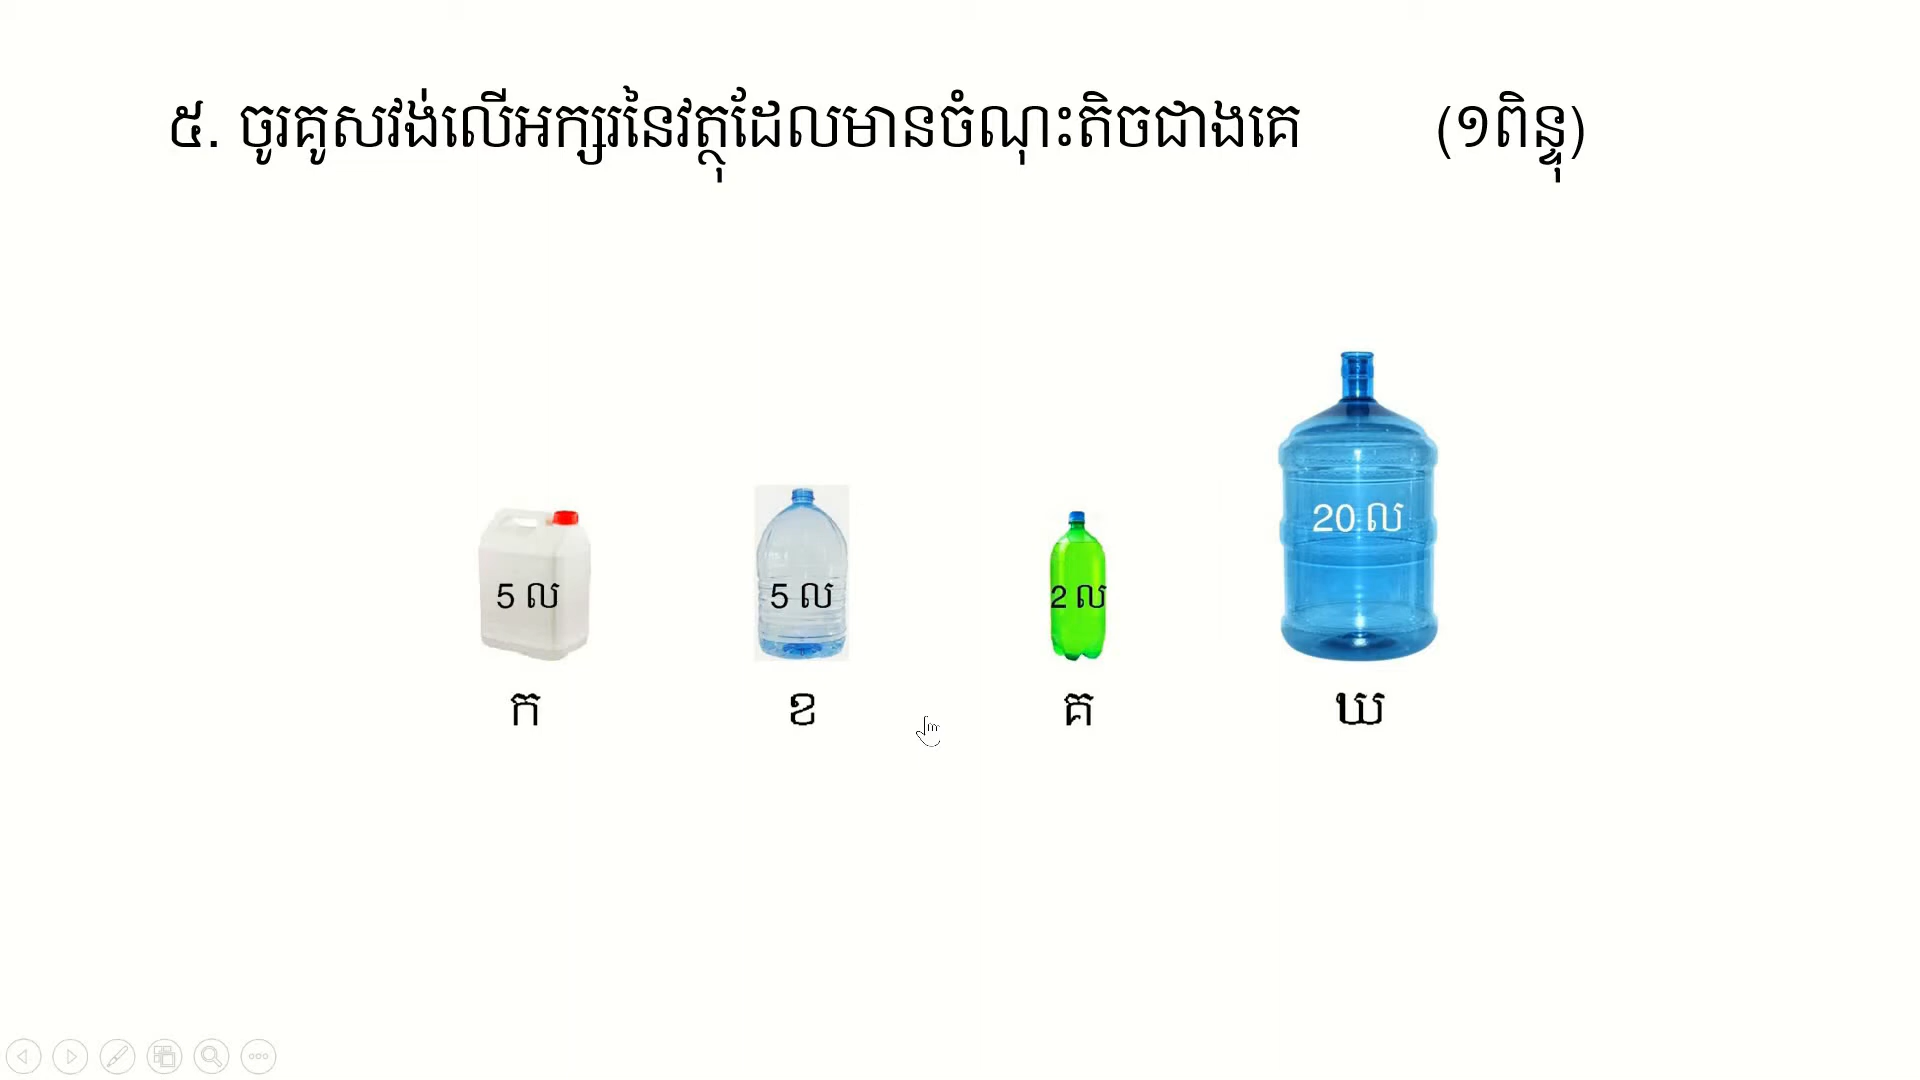 ៥. ចូរគូសវង់លើអក្សរនៃវត្ថុដែលមានចំណុះតិចជាងគេ (១ពិន្ទុ)
20 ល
5 ល 5 ល 2 ល
ក ខ គ ឃ